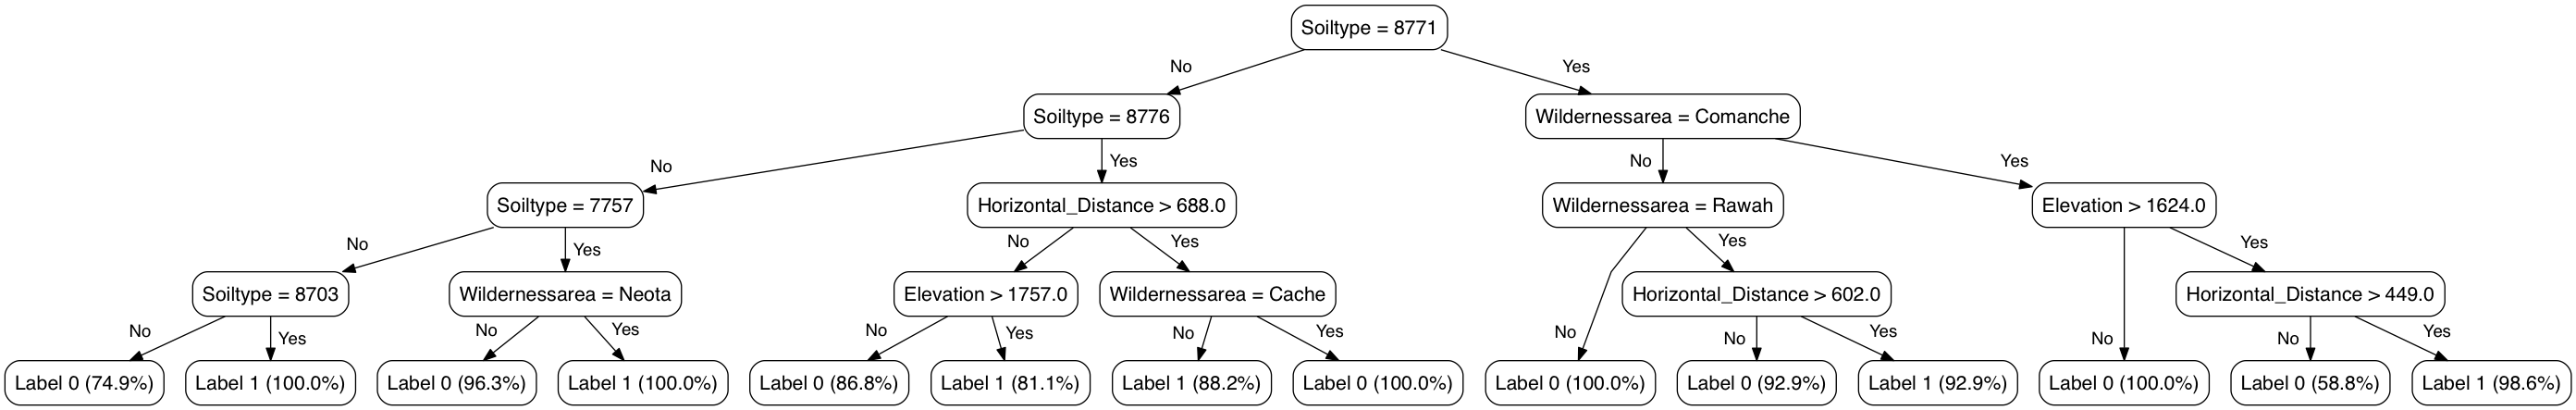 Soiltype = 8771
No
Yes
Soiltype = 8776
Wildernessarea = Comanche
No
Yes
No
Yes
Soiltype = 7757
Horizontal_Distance > 688.0
Wildernessarea = Rawah
Elevation > 1624.0
No
Yes
No
Yes
No
Yes
No
Yes
Soiltype = 8703
Wildernessarea = Neota
Elevation > 1757.0
Wildernessarea = Cache
Horizontal_Distance > 602.0
Horizontal_Distance > 449.0
No
Yes
No
Yes
No
Yes
No
Yes
No
Yes
No
Yes
Label 0 (74.9%)
Label 1 (100.0%)
Label 0 (96.3%)
Label 1 (100.0%)
Label 0 (86.8%)
Label 1 (81.1%)
Label 1 (88.2%)
Label 0 (100.0%)
Label 0 (100.0%)
Label 0 (92.9%)
Label 1 (92.9%)
Label 0 (100.0%)
Label 0 (58.8%)
Label 1 (98.6%)